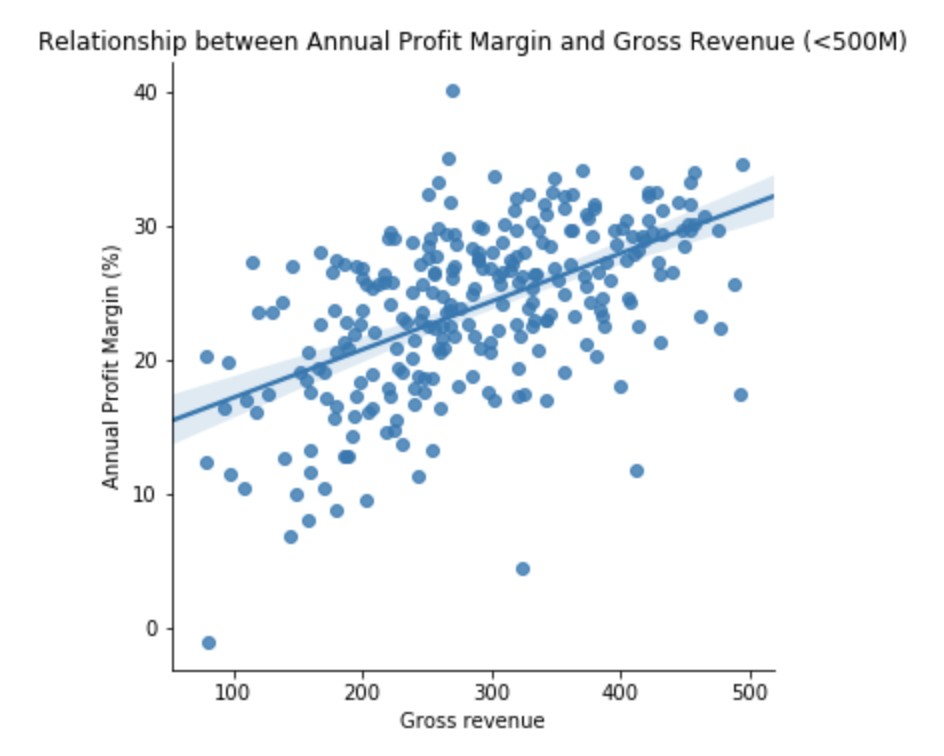 Relationship between Annual Profit Margin and Gross Revenue (<500M)
40
30
20
10
0
Annual Profit Margin (%)
100 200 300 400 500
Gross revenue